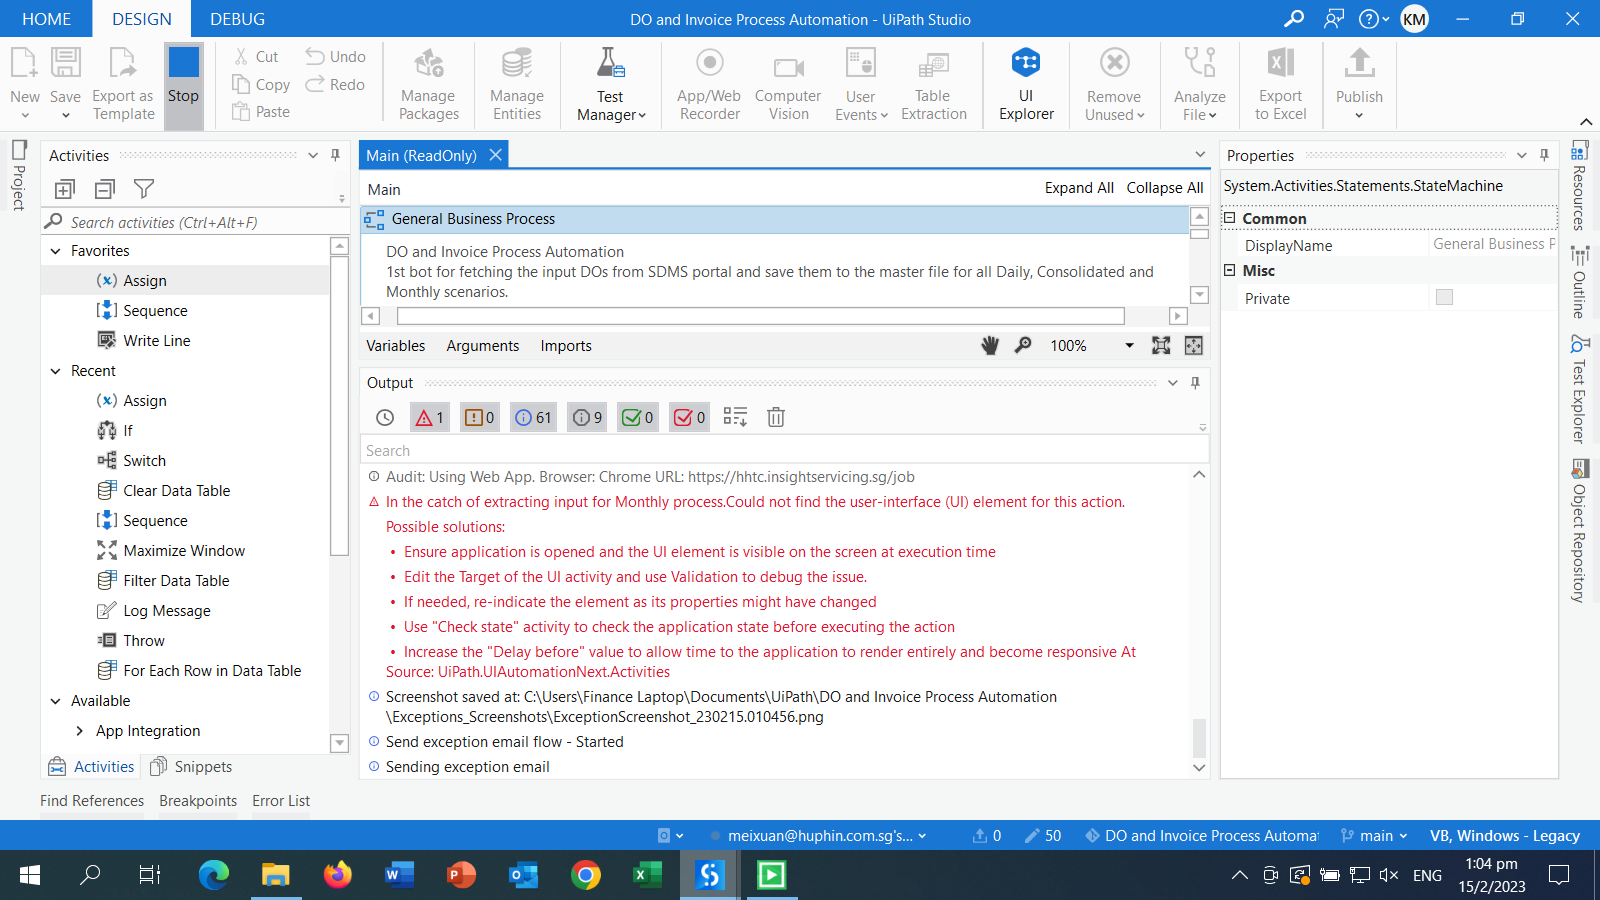 HOME
DESIGN
DEBUG
DO and Invoice Process Automation - UiPath Studio
KM
New
Save
Export as Template
Stop
Cut
Copy
Paste
Undo
Redo
Manage Packages
Manage Entities
Test Manager
App/Web Recorder
Computer Vision
User Events
Table Extraction
UI Explorer
Remove Unused
Analyze File
Export to Excel
Publish
Project
Activities
Search activities (Ctrl+Alt+F)
Favorites
Assign
Sequence
Write Line
Recent
Assign
If
Switch
Clear Data Table
Sequence
Maximize Window
Filter Data Table
Log Message
Throw
For Each Row in Data Table
Available
App Integration
Activities
Snippets
Main (ReadOnly)
Main
Expand All
Collapse All
General Business Process
DO and Invoice Process Automation
1st bot for fetching the input DOs from SDMS portal and save them to the master file for all Daily, Consolidated and
Monthly scenarios.
Variables
Arguments
Imports
100%
Output
1
0
61
9
0
0
Search
Audit: Using Web App. Browser: Chrome URL: https://hhtc.insightservicing.sg/job
In the catch of extracting input for Monthly process.Could not find the user-interface (UI) element for this action.
Possible solutions:
• Ensure application is opened and the UI element is visible on the screen at execution time
• Edit the Target of the UI activity and use Validation to debug the issue.
• If needed, re-indicate the element as its properties might have changed
• Use "Check state" activity to check the application state before executing the action
• Increase the "Delay before" value to allow time to the application to render entirely and become responsive At
Source: UiPath.UIAutomationNext.Activities
Screenshot saved at: C:\Users\Finance Laptop\Documents\UiPath\DO and Invoice Process Automation
\Exceptions_Screenshots\ExceptionScreenshot_230215.010456.png
Send exception email flow - Started
Sending exception email
Properties
System.Activities.Statements.StateMachine
Common
DisplayName
General Business P
Misc
Private
Resources
Outline
Test Explorer
Object Repository
Find References
Breakpoints
Error List
meixuan@huphin.com.sg's...
0
50
DO and Invoice Process Automat
main
VB, Windows - Legacy
ENG
1:04 pm
15/2/2023